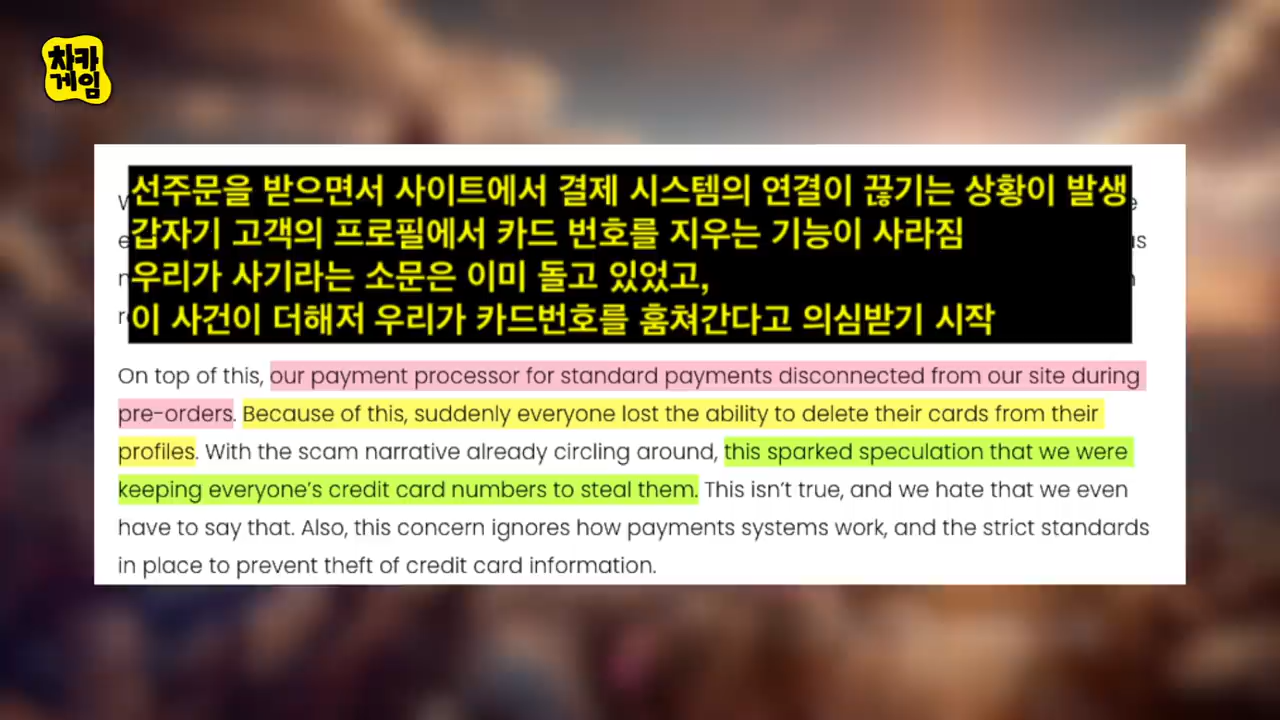 차카
게임
선주문을 받으면서 사이트에서 결제 시스템의 연결이 끊기는 상황이 발생
갑자기 고객의 프로필에서 카드 번호를 지우는 기능이 사라짐
우리가 사기라는 소문은 이미 돌고 있었고,
이 사건이 더해저 우리가 카드번호를 훔쳐간다고 의심받기 시작
On top of this, our payment processor for standard payments disconnected from our site during
pre-orders. Because of this, suddenly everyone lost the ability to delete their cards from their
profiles. With the scam narrative already circling around, this sparked speculation that we were
keeping everyone's credit card numbers to steal them. This isn't true, and we hate that we even
have to say that. Also, this concern ignores how payments systems work, and the strict standards
in place to prevent theft of credit card information.